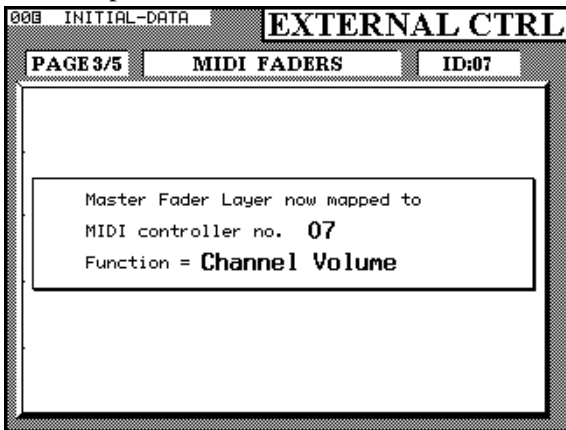 00B INITIAL-DATA
EXTERNAL CTRL
PAGE 3/5
MIDI FADERS
ID:07
Master Fader Layer now mapped to
MIDI controller no. 07
Function = Channel Volume